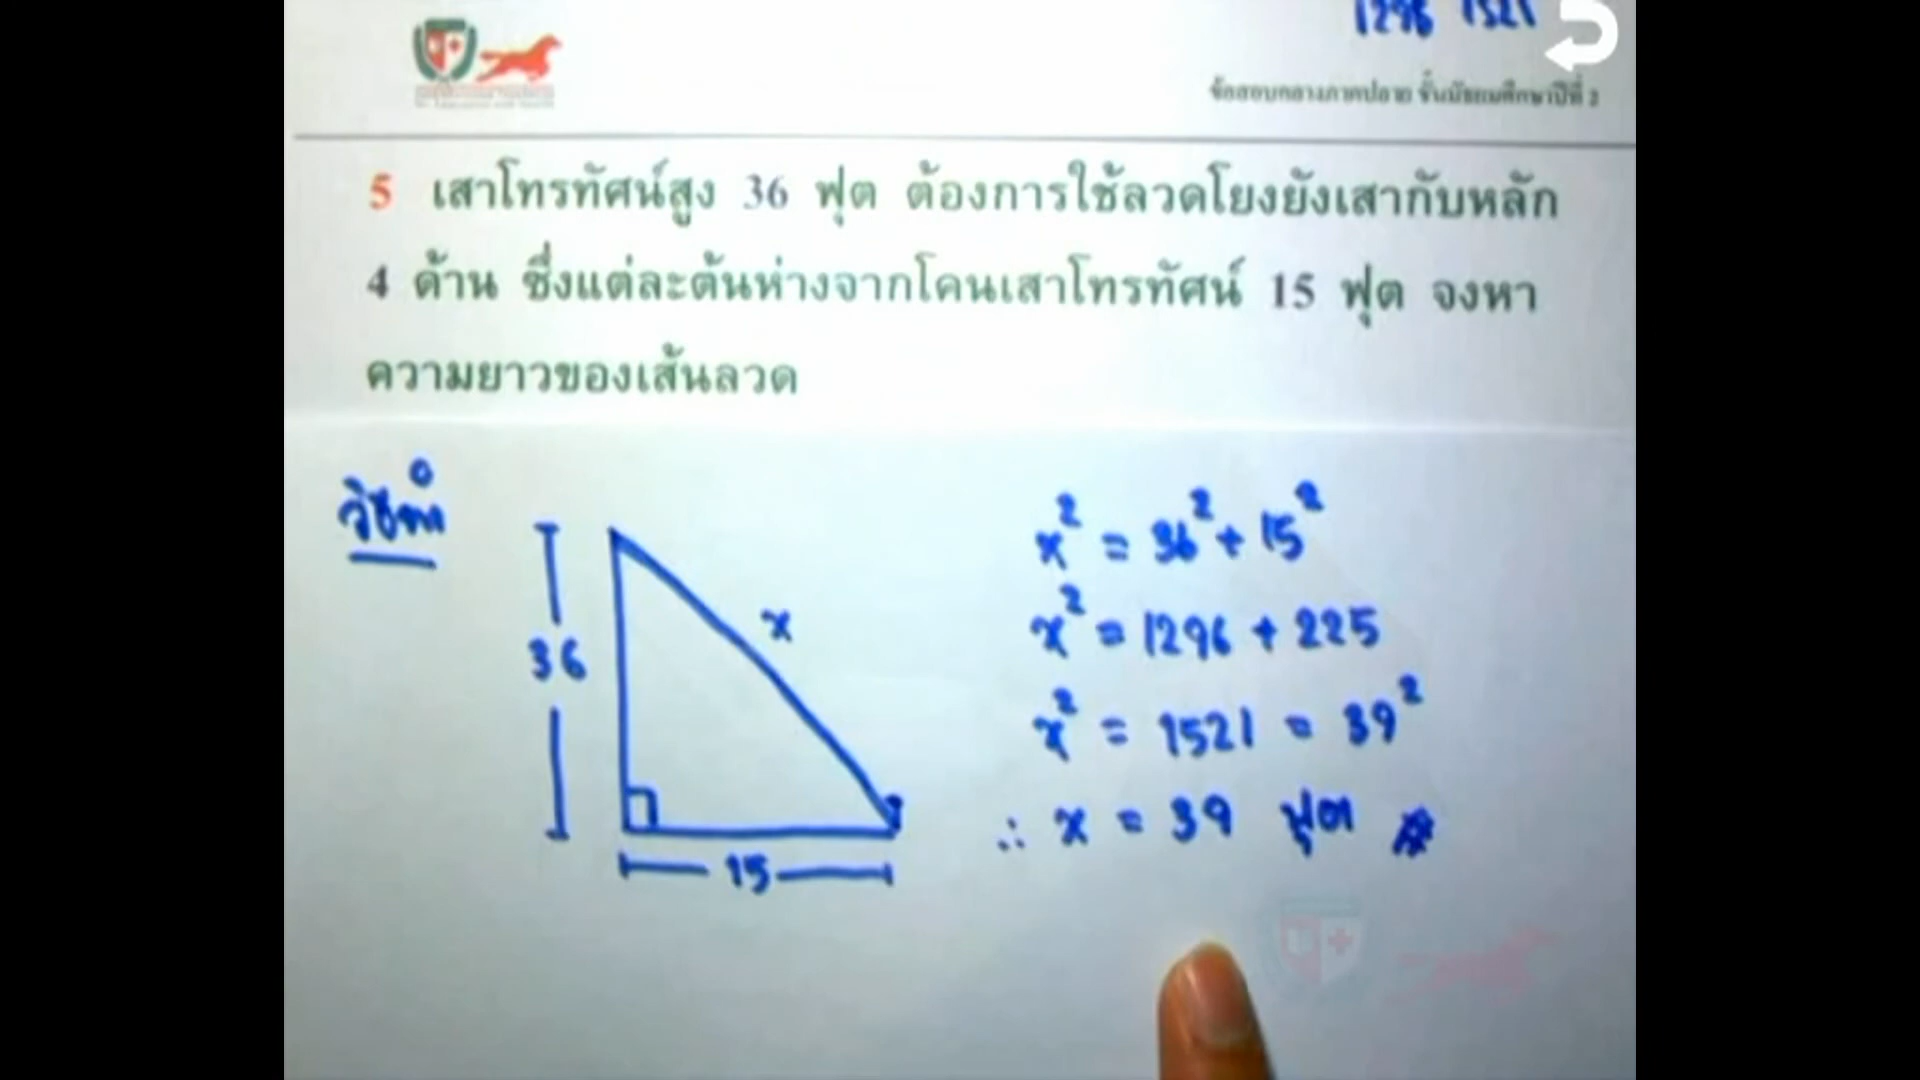 1296 1521
ข้อสอบกลางภาคปลาย ชั้นมัธยมศึกษาปีที่ 2
5 เสาโทรทัศน์สูง 36 ฟุต ต้องการใช้ลวดโยงยังเสากับหลัก
4 ด้าน ซึ่งแต่ละต้นห่างจากโคนเสาโทรทัศน์ 15 ฟุต จงหา
ความยาวของเส้นลวด
วิธีทำ
36
x
15
x² = 36² + 15²
x² = 1296 + 225
x² = 1521 = 39²
∴ x = 39 ฟุต #